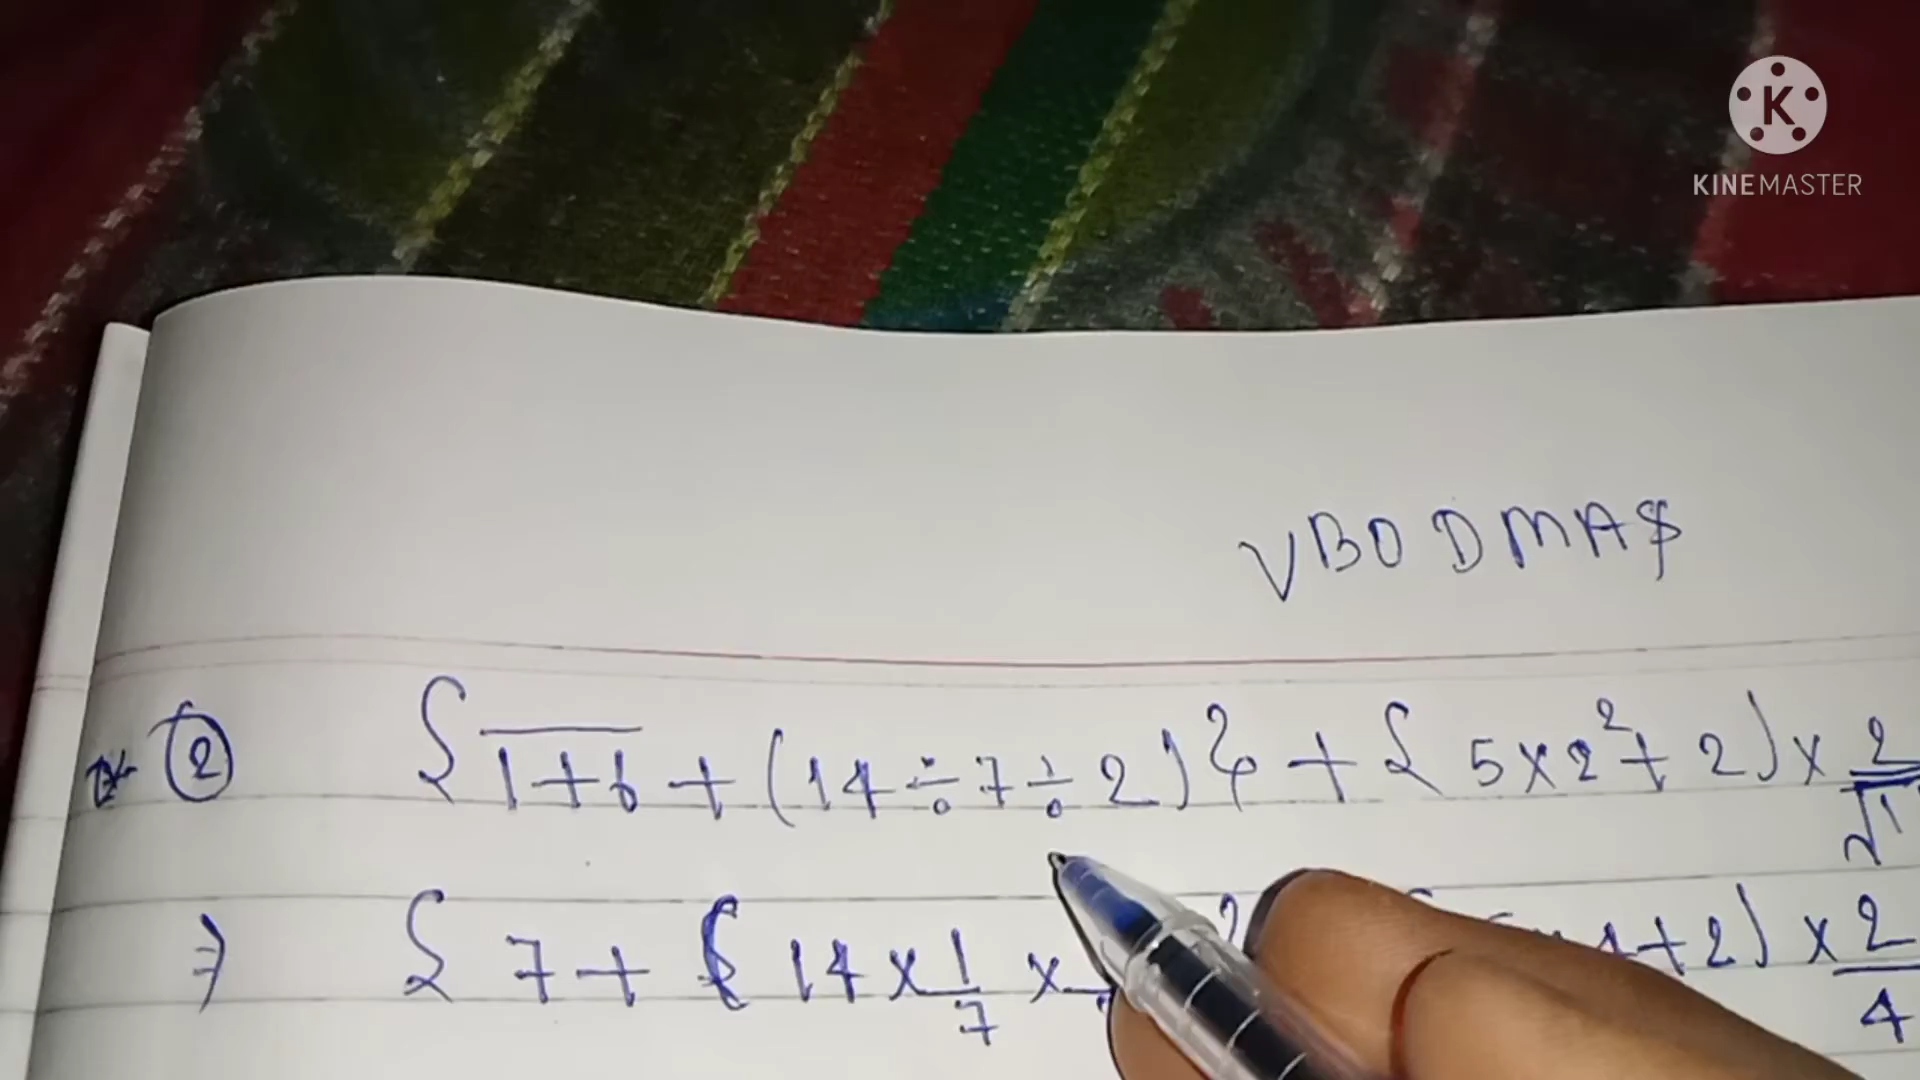 K
KINEMASTER
VBODMAS
② {1+6 + (14÷7÷2)} + { 5×2²+ 2) × 2/√1
⇒ { 7+ ( 14 × 1/7 × +2) × 2/4